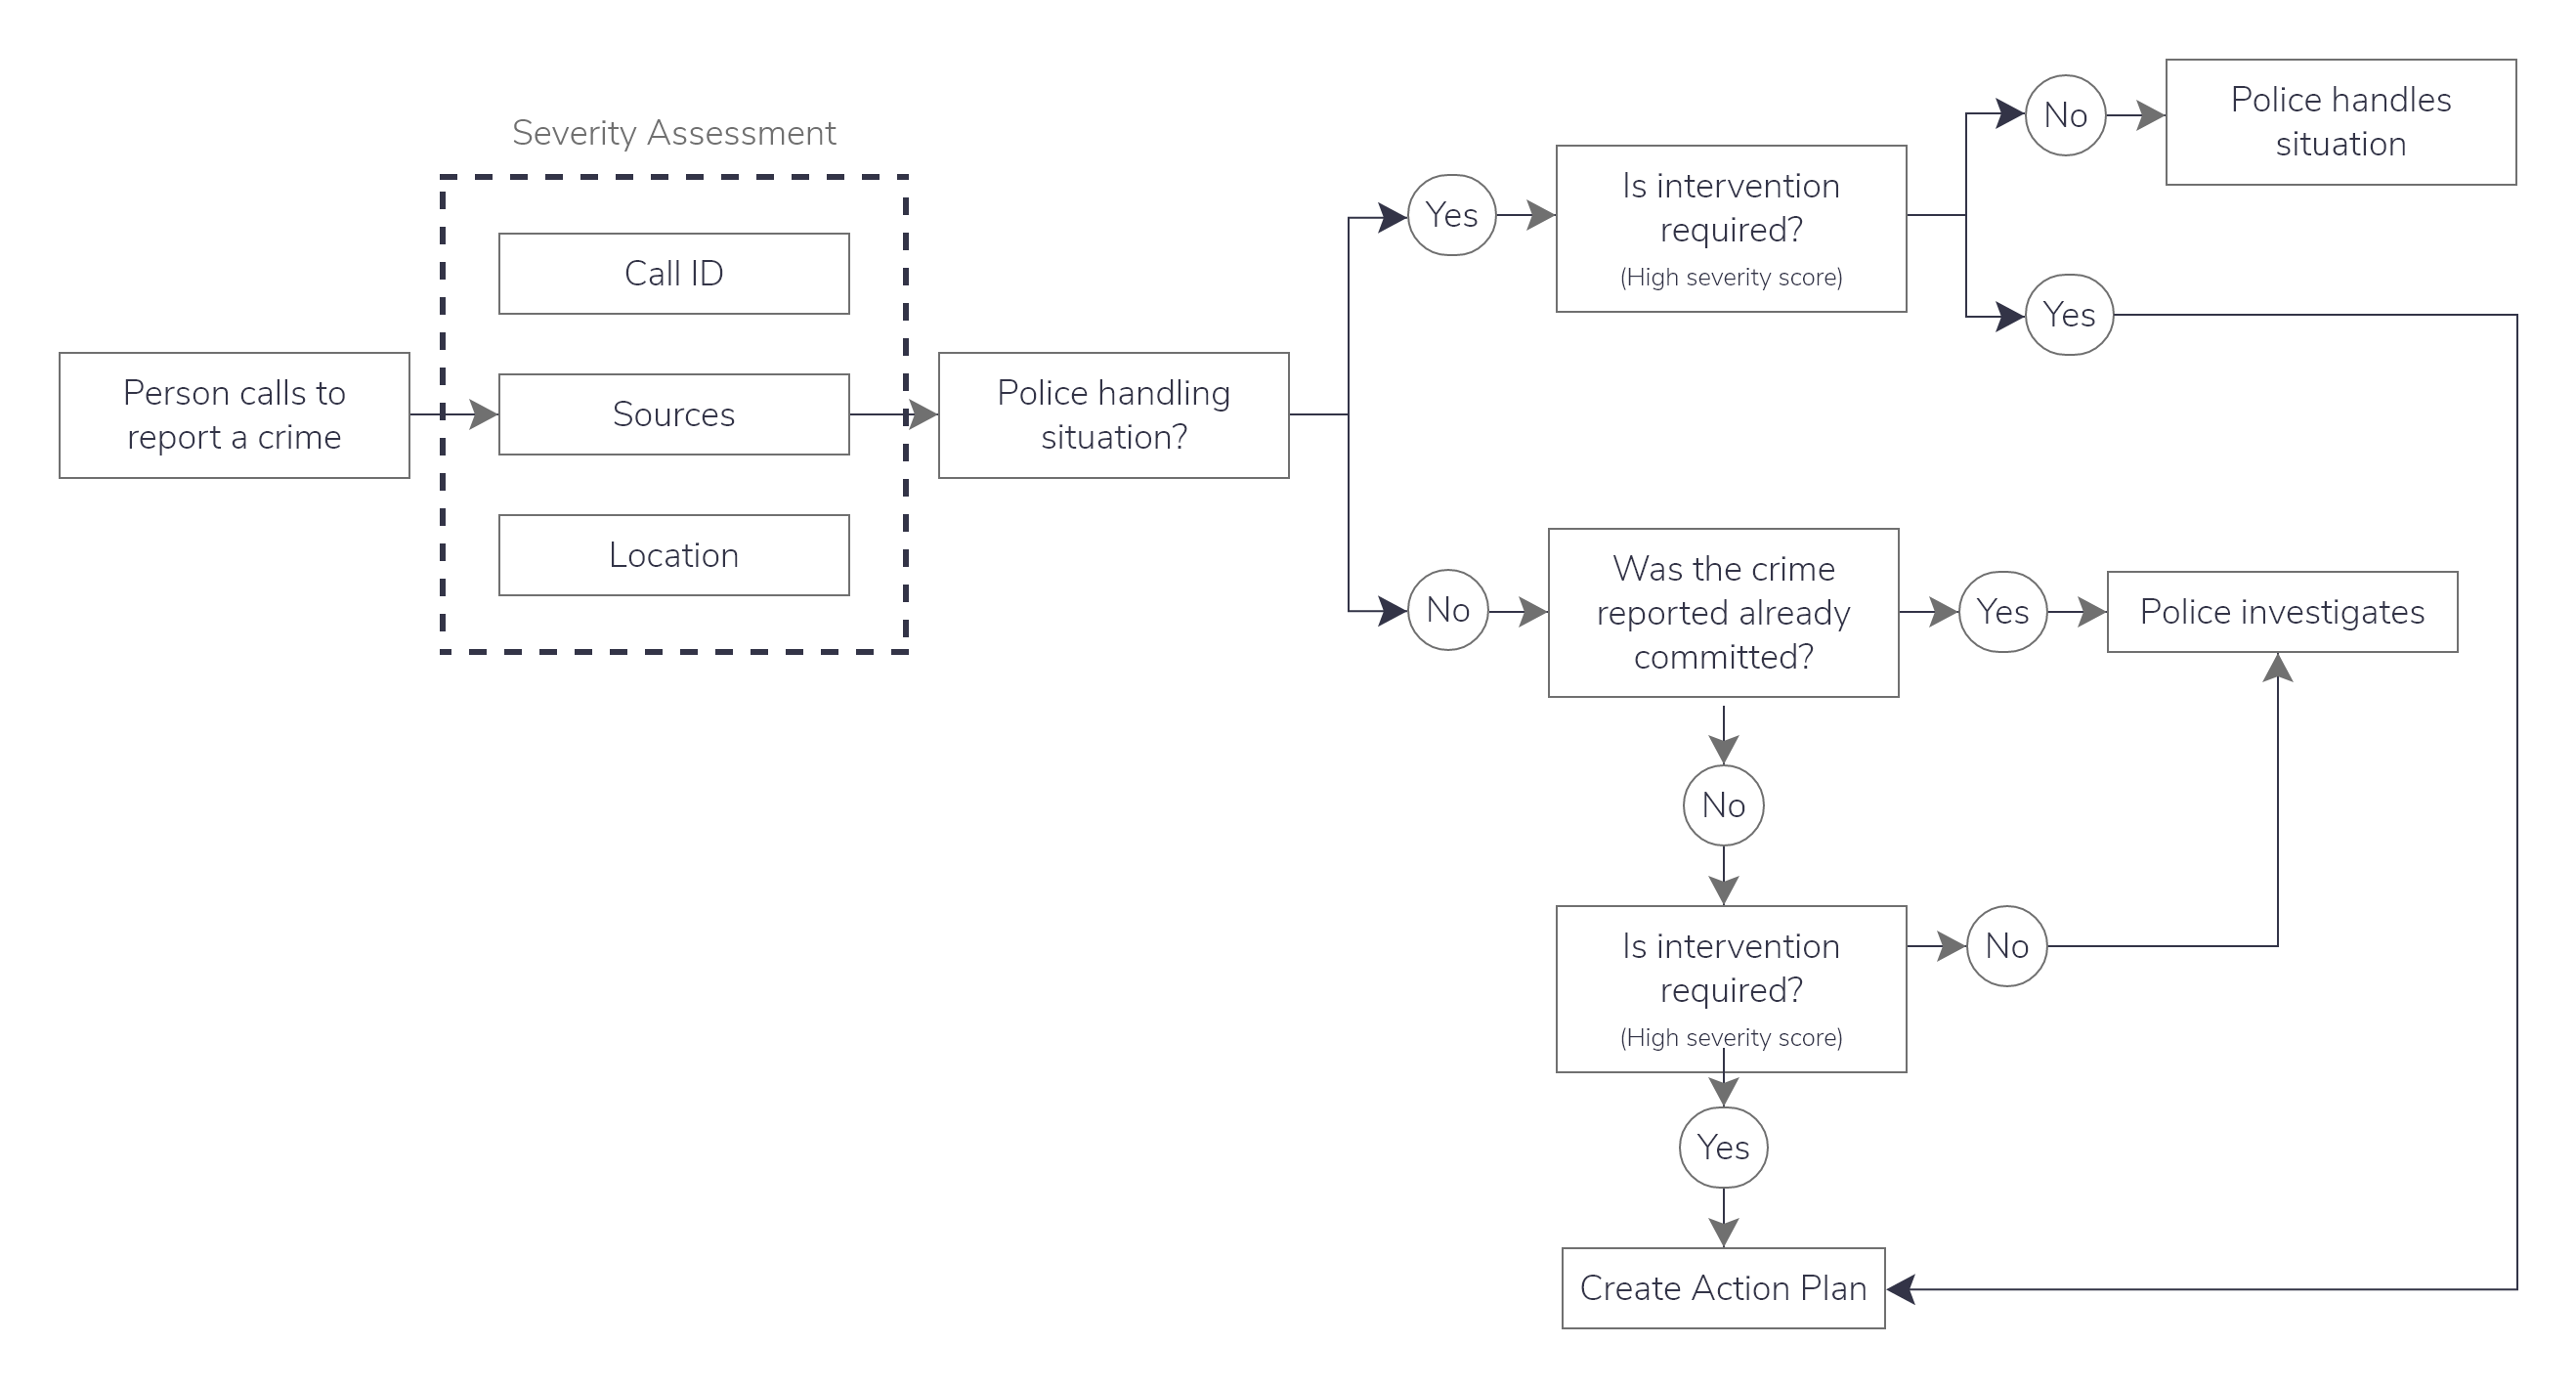 Severity Assessment
Person calls to
report a crime
Call ID
Sources
Location
Police handling
situation?
Yes
Is intervention
required?
(High severity score)
No
Police handles
situation
Yes
No
Was the crime
reported already
committed?
Yes
Police investigates
No
Is intervention
required?
(High severity score)
No
Yes
Create Action Plan